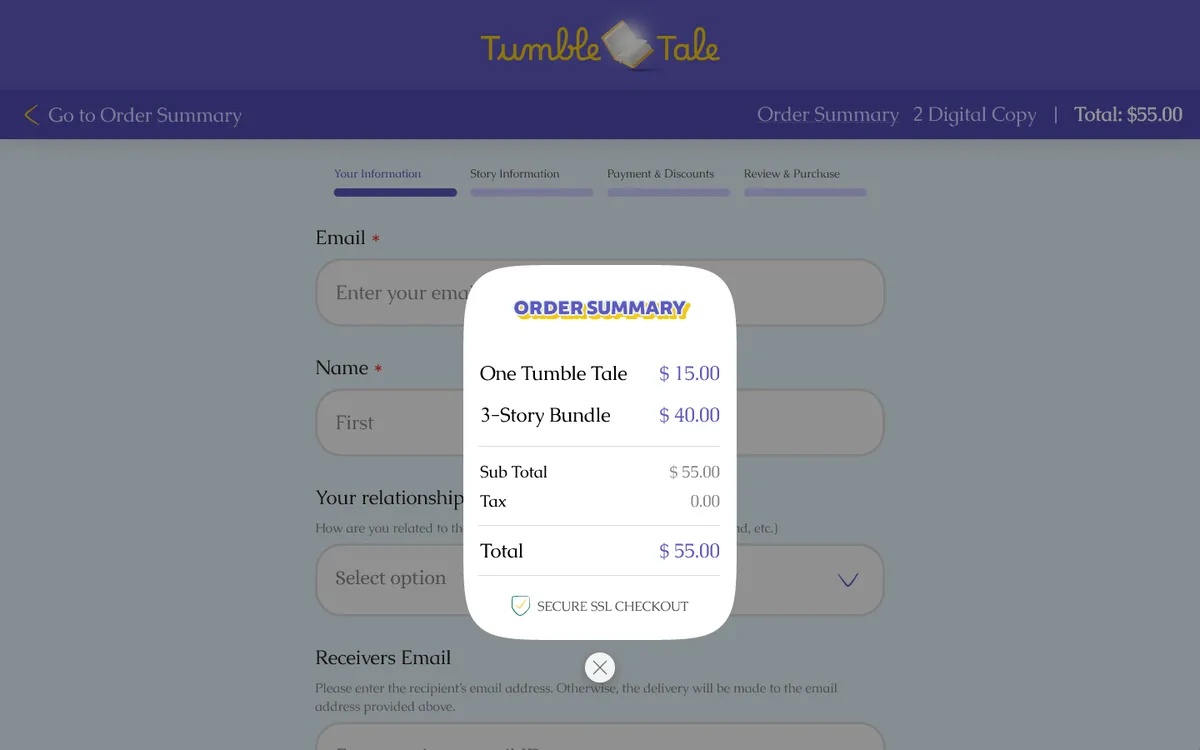 Tumble Tale
Go to Order Summary
Order Summary 2 Digital Copy | Total: $55.00
Your Information Story Information Payment & Discounts Review & Purchase
Email *
Enter your emai
ORDER SUMMARY
Name *
One Tumble Tale $ 15.00
3-Story Bundle $ 40.00
First
Sub Total $ 55.00
Tax 0.00
Your relationship
How are you related to th
nd, etc.)
Total $ 55.00
Select option
SECURE SSL CHECKOUT
Receivers Email
Please enter the recipient's email address. Otherwise, the delivery will be made to the email
address provided above.